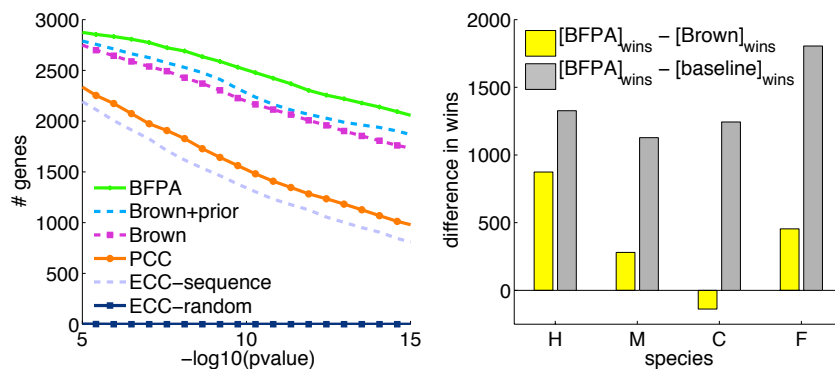 3000
2500
2000
1500
1000
500
0
# genes
BFPA
Brown+prior
Brown
PCC
ECC−sequence
ECC−random
5
10
15
−log10(pvalue)
2000
1500
1000
500
0
difference in wins
[BFPA]wins − [Brown]wins
[BFPA]wins − [baseline]wins
H
M
C
F
species